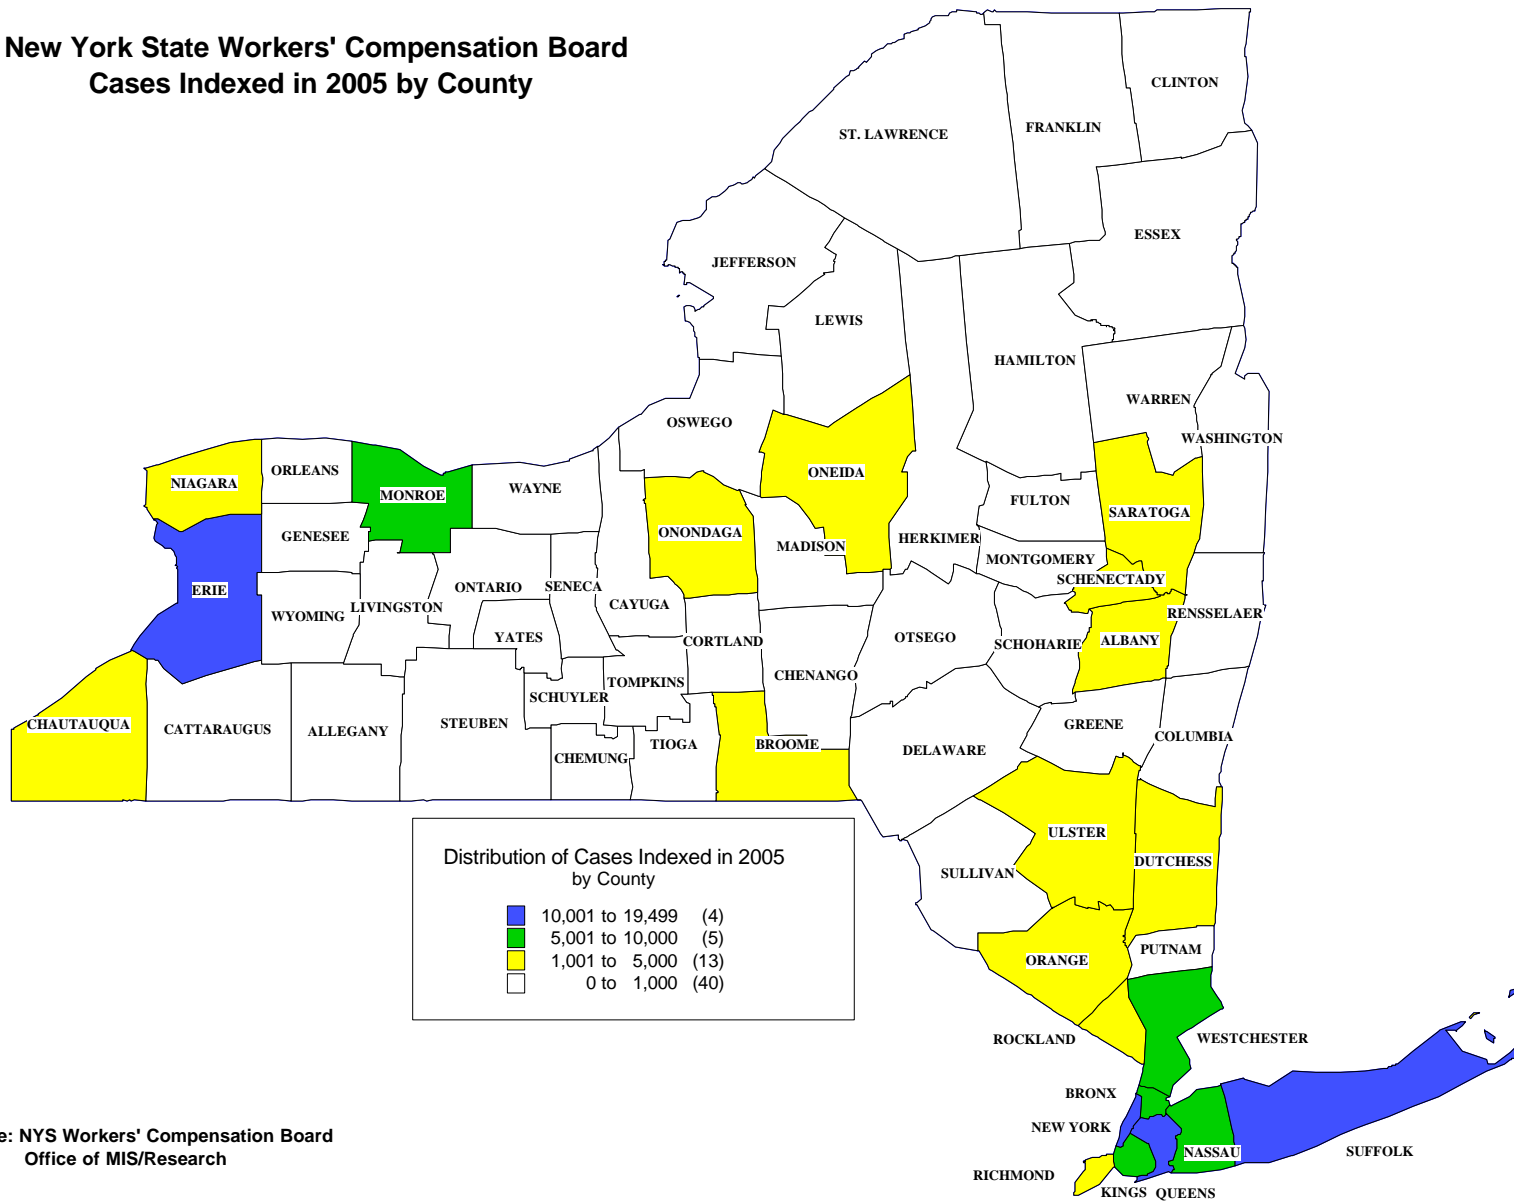 New York State Workers' Compensation Board
Cases Indexed in 2005 by County
CLINTON
FRANKLIN
ST. LAWRENCE
ESSEX
JEFFERSON
LEWIS
HAMILTON
WARREN
OSWEGO
WASHINGTON
ORLEANS
ONEIDA
NIAGARA
WAYNE
MONROE
FULTON
SARATOGA
ONONDAGA
GENESEE
HERKIMER
MADISON
MONTGOMERY
SCHENECTADY
ONTARIO
SENECA
ERIE
CAYUGA
LIVINGSTON
RENSSELAER
WYOMING
YATES
OTSEGO
CORTLAND
SCHOHARIE
ALBANY
CHENANGO
TOMPKINS
SCHUYLER
CHAUTAUQUA
CATTARAUGUS
ALLEGANY
STEUBEN
GREENE
COLUMBIA
TIOGA
BROOME
DELAWARE
CHEMUNG
ULSTER
DUTCHESS
SULLIVAN
PUTNAM
ORANGE
ROCKLAND
WESTCHESTER
BRONX
NEW YORK
NASSAU
SUFFOLK
RICHMOND
KINGS
QUEENS
Distribution of Cases Indexed in 2005
by County
10,001 to 19,499 (4)
5,001 to 10,000 (5)
1,001 to 5,000 (13)
0 to 1,000 (40)
e: NYS Workers' Compensation Board
Office of MIS/Research